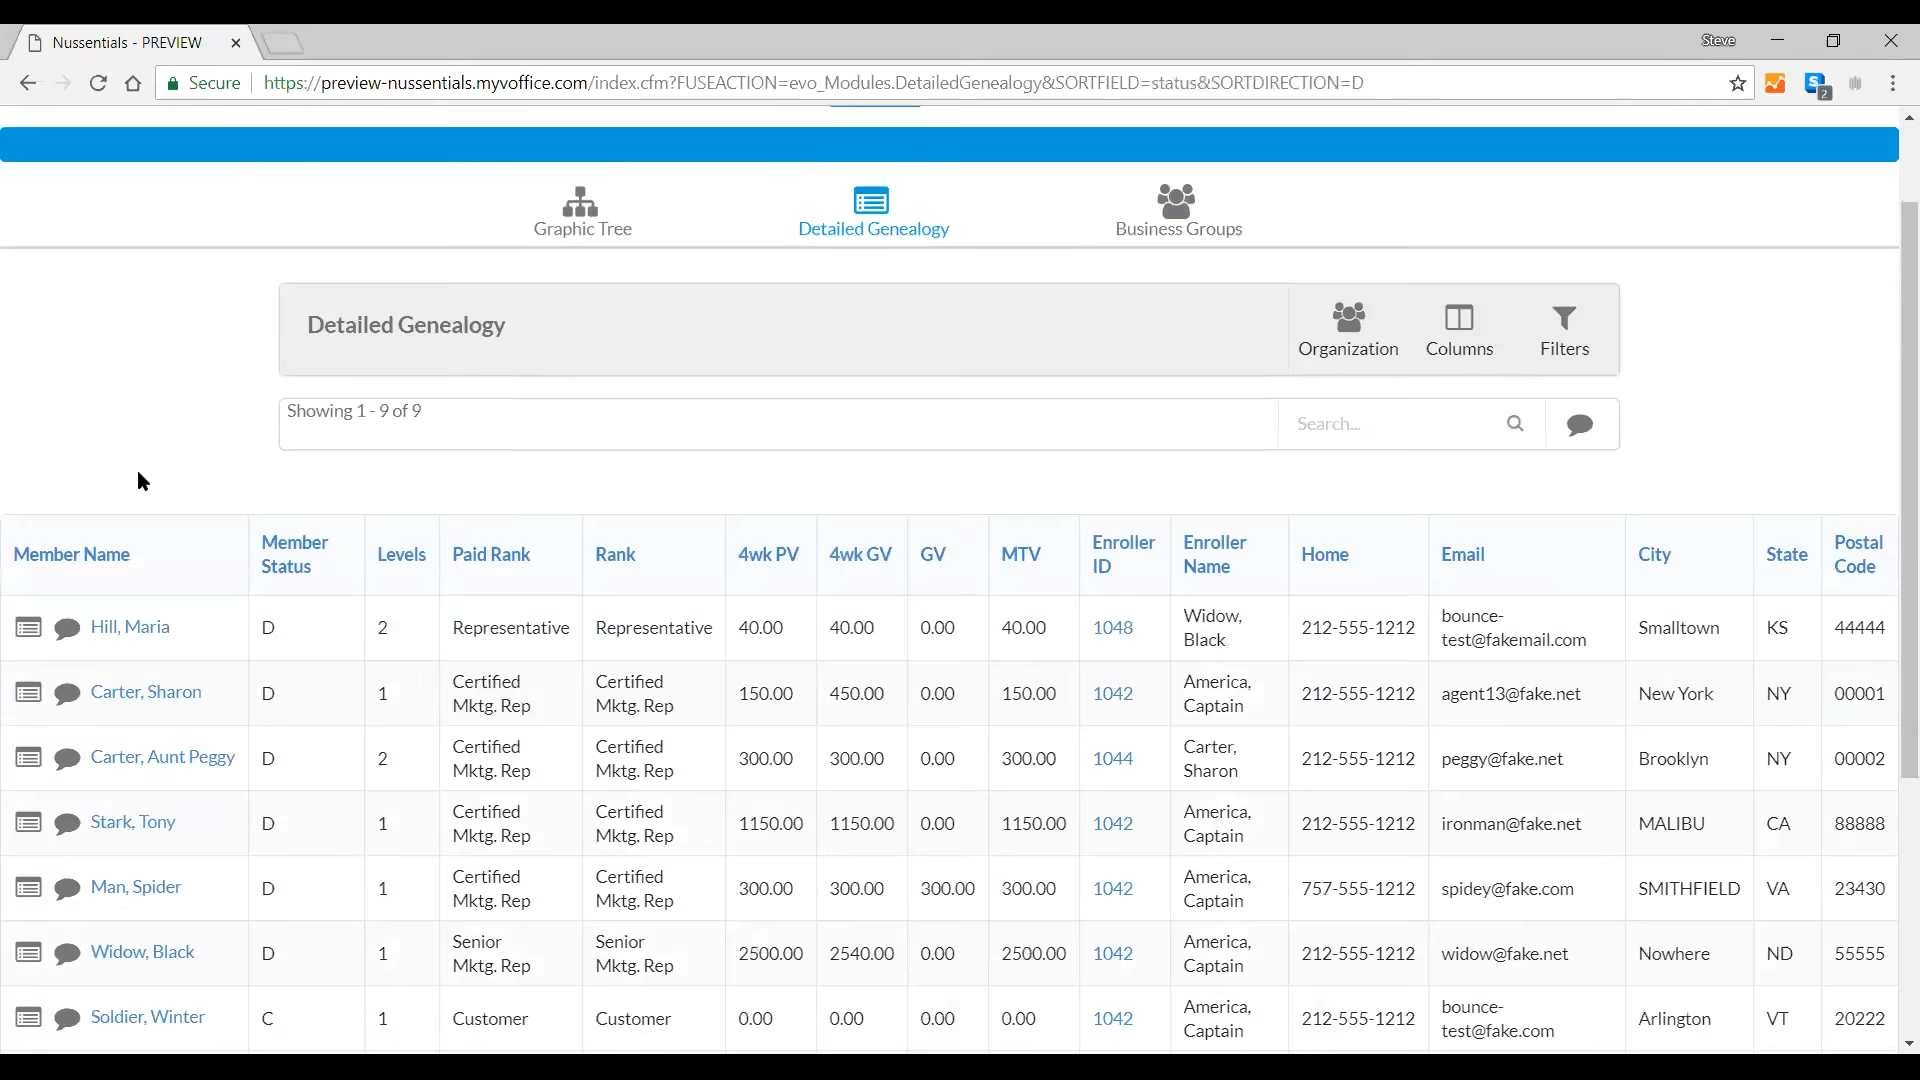 Nussentials - PREVIEW
Steve
Secure https://preview-nussentials.myvoffice.com/index.cfm?FUSEACTION=evo_Modules.DetailedGenealogy&SORTFIELD=status&SORTDIRECTION=D
S 2
Graphic Tree Detailed Genealogy Business Groups
Detailed Genealogy Organization Columns Filters
Showing 1 - 9 of 9
Search...
Member Name Member Status Levels Paid Rank Rank 4wk PV 4wk GV GV MTV Enroller ID Enroller Name Home Email City State Postal Code
Hill, Maria D 2 Representative Representative 40.00 40.00 0.00 40.00 1048 Widow, Black 212-555-1212 bounce-test@fakemail.com Smalltown KS 44444
Carter, Sharon D 1 Certified Mktg. Rep Certified Mktg. Rep 150.00 450.00 0.00 150.00 1042 America, Captain 212-555-1212 agent13@fake.net New York NY 00001
Carter, Aunt Peggy D 2 Certified Mktg. Rep Certified Mktg. Rep 300.00 300.00 0.00 300.00 1044 Carter, Sharon 212-555-1212 peggy@fake.net Brooklyn NY 00002
Stark, Tony D 1 Certified Mktg. Rep Certified Mktg. Rep 1150.00 1150.00 0.00 1150.00 1042 America, Captain 212-555-1212 ironman@fake.net MALIBU CA 88888
Man, Spider D 1 Certified Mktg. Rep Certified Mktg. Rep 300.00 300.00 300.00 300.00 1042 America, Captain 757-555-1212 spidey@fake.com SMITHFIELD VA 23430
Widow, Black D 1 Senior Mktg. Rep Senior Mktg. Rep 2500.00 2540.00 0.00 2500.00 1042 America, Captain 212-555-1212 widow@fake.net Nowhere ND 55555
Soldier, Winter C 1 Customer Customer 0.00 0.00 0.00 0.00 1042 America, Captain 212-555-1212 bounce-test@fake.com Arlington VT 20222